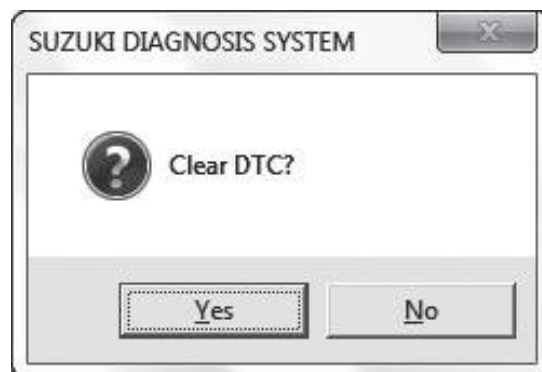 SUZUKI DIAGNOSIS SYSTEM
Clear DTC?
Yes No